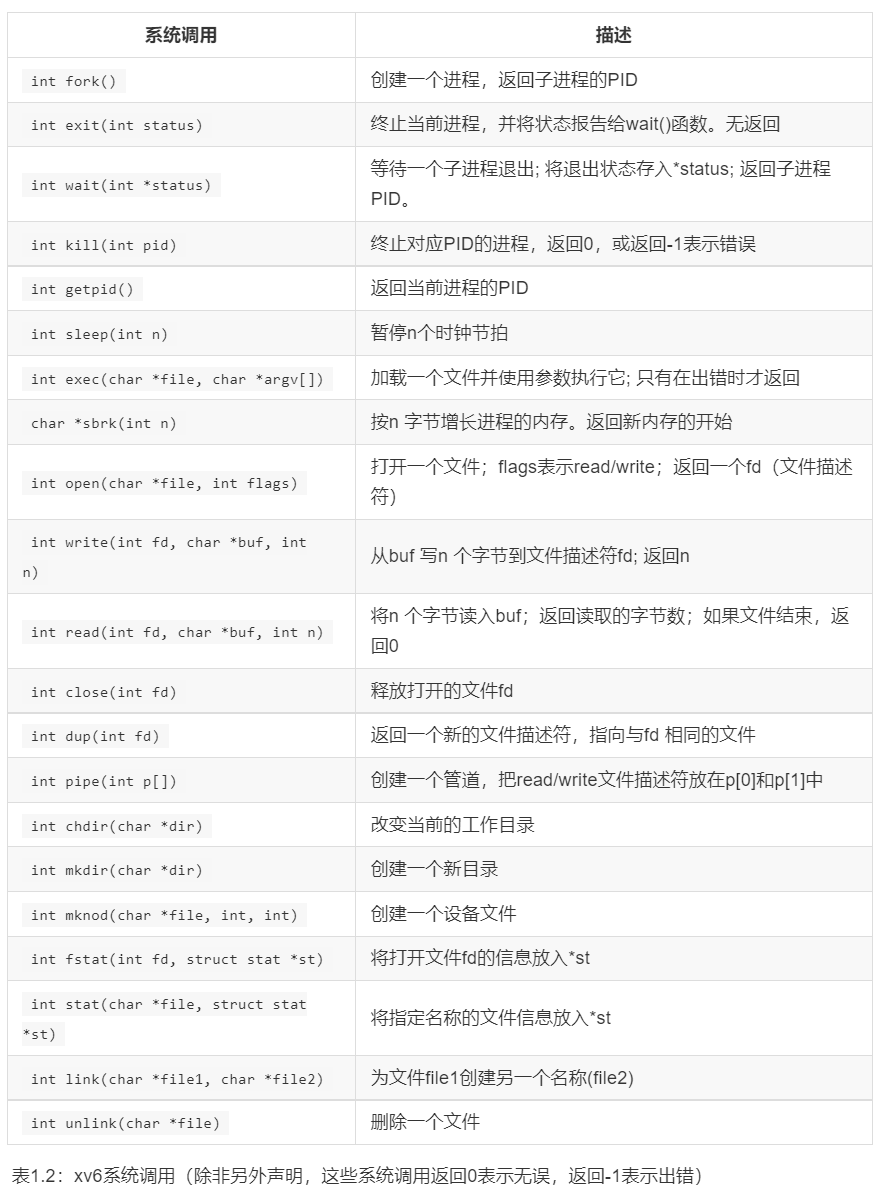 系统调用 描述
int fork() 创建一个进程，返回子进程的PID
int exit(int status) 终止当前进程，并将状态报告给wait()函数。无返回
int wait(int *status) 等待一个子进程退出; 将退出状态存入*status; 返回子进程
PID。
int kill(int pid) 终止对应PID的进程，返回0，或返回-1表示错误
int getpid() 返回当前进程的PID
int sleep(int n) 暂停n个时钟节拍
int exec(char *file, char *argv[]) 加载一个文件并使用参数执行它; 只有在出错时才返回
char *sbrk(int n) 按n 字节增长进程的内存。返回新内存的开始
int open(char *file, int flags) 打开一个文件；flags表示read/write；返回一个fd（文件描述
符）
int write(int fd, char *buf, int
n) 从buf 写n 个字节到文件描述符fd; 返回n
int read(int fd, char *buf, int n) 将n 个字节读入buf；返回读取的字节数；如果文件结束，返
回0
int close(int fd) 释放打开的文件fd
int dup(int fd) 返回一个新的文件描述符，指向与fd 相同的文件
int pipe(int p[]) 创建一个管道，把read/write文件描述符放在p[0]和p[1]中
int chdir(char *dir) 改变当前的工作目录
int mkdir(char *dir) 创建一个新目录
int mknod(char *file, int, int) 创建一个设备文件
int fstat(int fd, struct stat *st) 将打开文件fd的信息放入*st
int stat(char *file, struct stat
*st) 将指定名称的文件信息放入*st
int link(char *file1, char *file2) 为文件file1创建另一个名称(file2)
int unlink(char *file) 删除一个文件
表1.2：xv6系统调用（除非另外声明，这些系统调用返回0表示无误，返回-1表示出错）